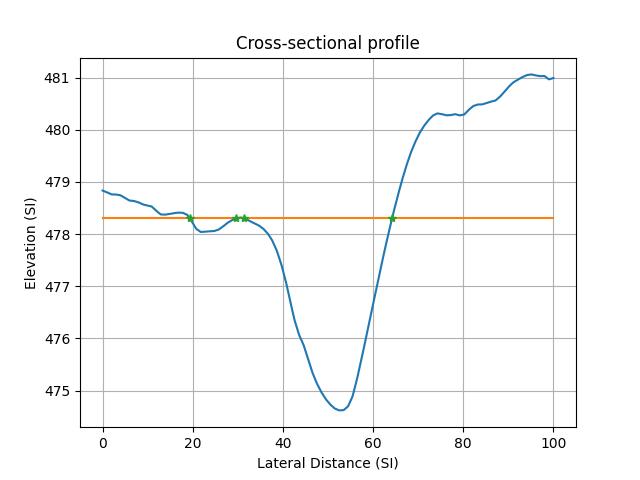 Cross-sectional profile
481
480
479
478
477
476
475
Elevation (SI)
0 20 40 60 80 100
Lateral Distance (SI)